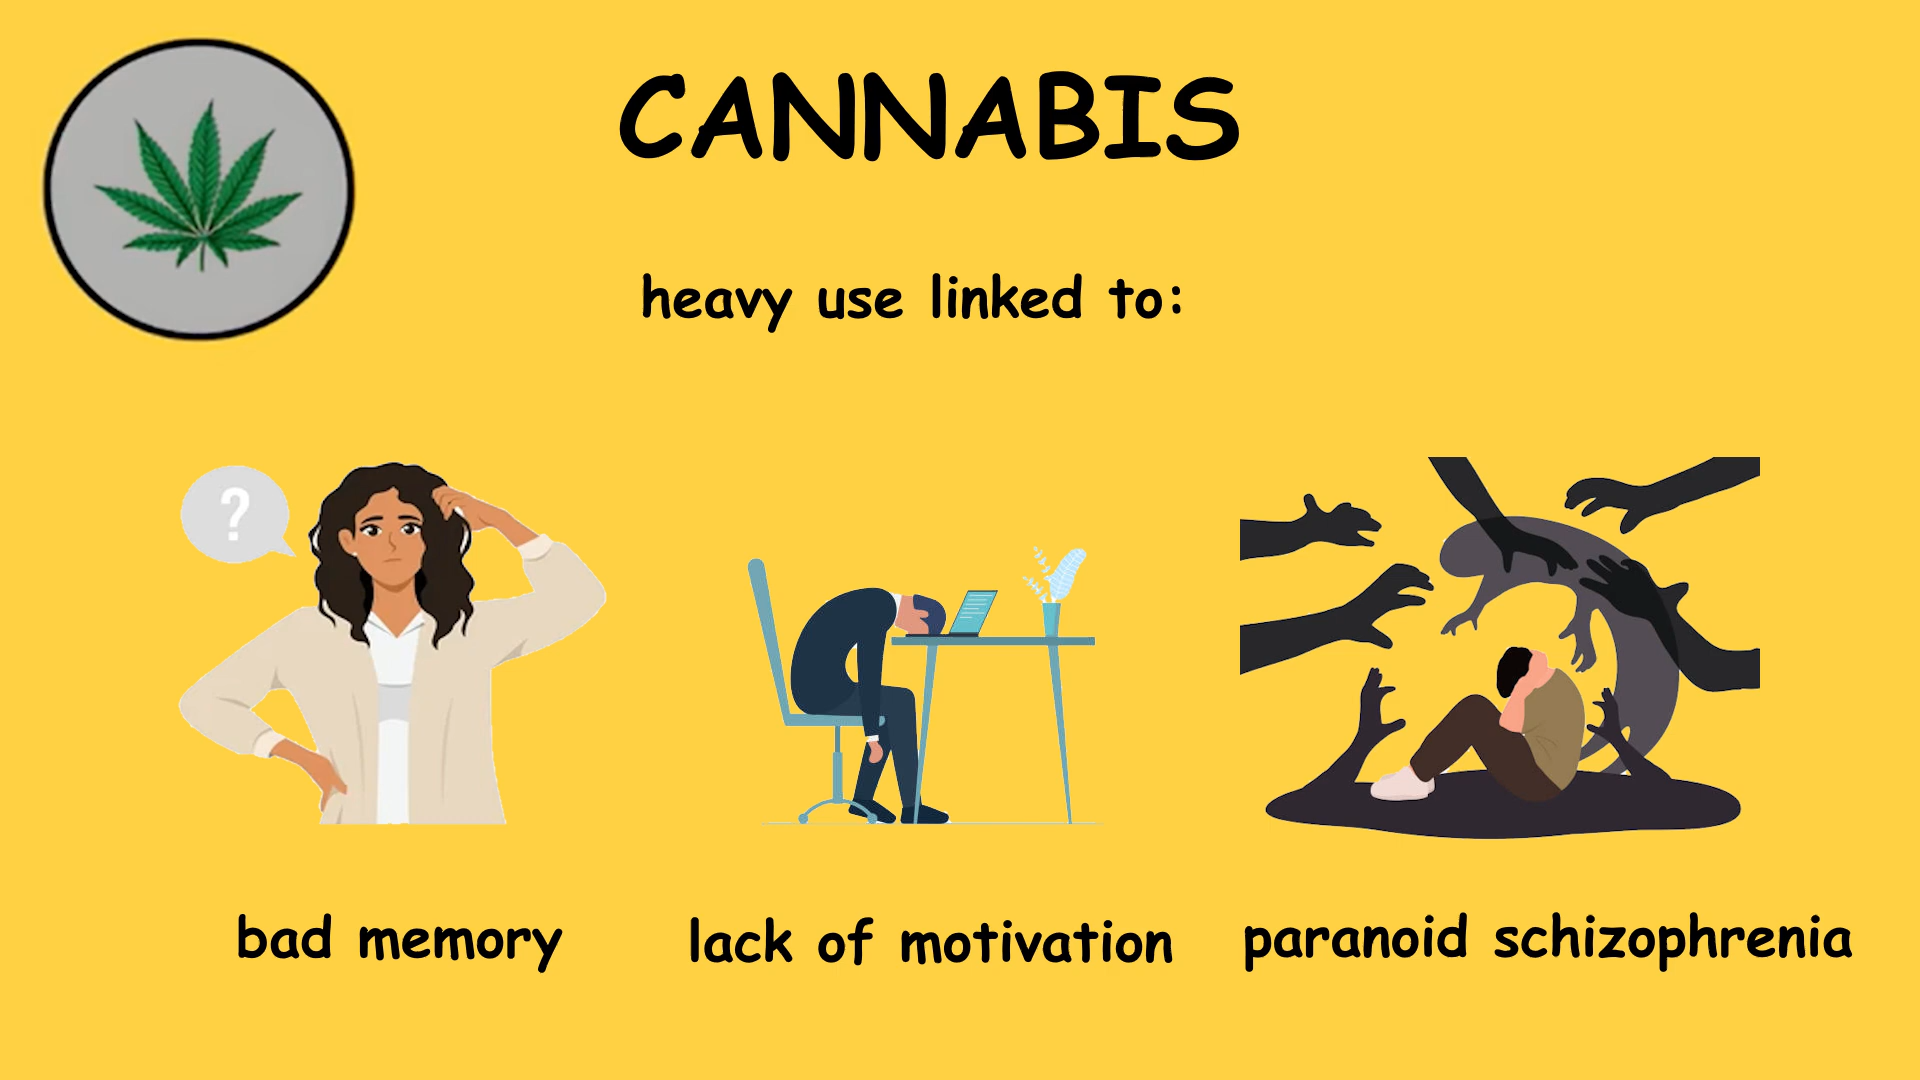 CANNABIS
heavy use linked to:
?
bad memory
lack of motivation
paranoid schizophrenia